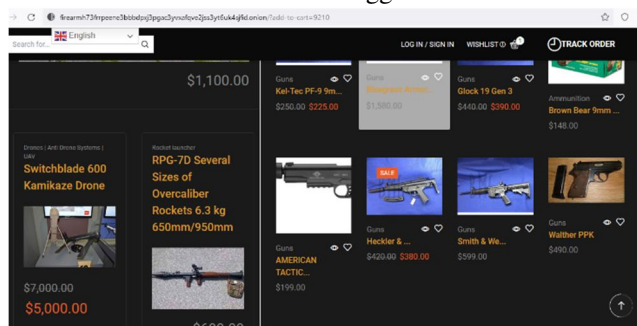 Search for...
English
LOG IN / SIGN IN
WISHLIST
TRACK ORDER
$1,100.00
Guns
Kel-Tec PF-9 9m...
$250.00 $225.00
Guns
Guns
Glock 19 Gen 3
$440.00 $390.00
Ammunition
Brown Bear 9mm ...
$148.00
Drones | Anti Drone Systems |
UAV
Switchblade 600
Kamikaze Drone
$7,000.00
$5,000.00
Rocket launcher
RPG-7D Several
Sizes of
Overcaliber
Rockets 6.3 kg
650mm/950mm
Guns
AMERICAN
TACTIC...
$199.00
SALE
Guns
Heckler & ...
$420.00 $380.00
Guns
Smith & We...
$599.00
Guns
Walther PPK
$490.00